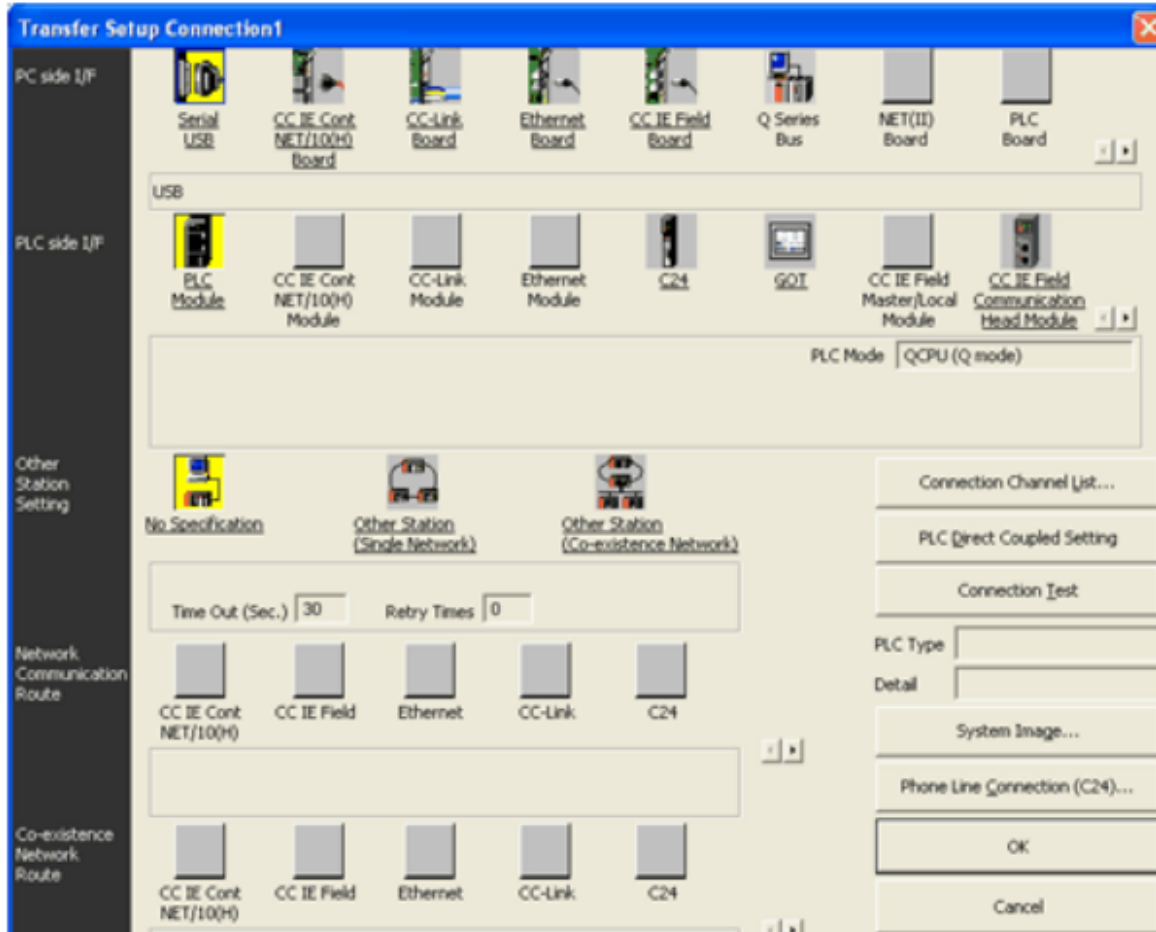 Transfer Setup Connection1
PC side I/F
Serial
USB
CC IE Cont
NET/10(H)
Board
CC-Link
Board
Ethernet
Board
CC IE Field
Board
Q Series
Bus
NET(II)
Board
PLC
Board
USB
PLC side I/F
PLC
Module
CC IE Cont
NET/10(H)
Module
CC-Link
Module
Ethernet
Module
C24
GOT
CC IE Field
Master/Local
Module
CC IE Field
Communication
Head Module
PLC Mode QCPU (Q mode)
Other
Station
Setting
No Specification
Other Station
(Single Network)
Other Station
(Co-existence Network)
Time Out (Sec.) 30 Retry Times 0
Connection Channel List...
PLC Direct Coupled Setting
Connection Test
PLC Type
Detail
System Image...
Phone Line Connection (C24)...
OK
Cancel
Network
Communication
Route
CC IE Cont
NET/10(H)
CC IE Field
Ethernet
CC-Link
C24
Co-existence
Network
Route
CC IE Cont
NET/10(H)
CC IE Field
Ethernet
CC-Link
C24